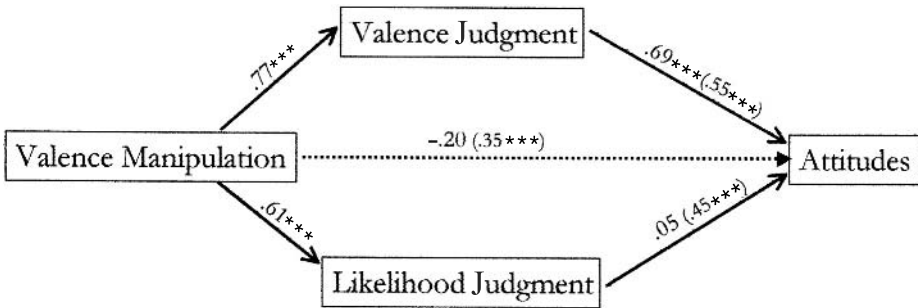 Valence Judgment
.77***
.69***(.55***)
Valence Manipulation
-.20 (.35***)
Attitudes
.61***
.05 (.45***)
Likelihood Judgment